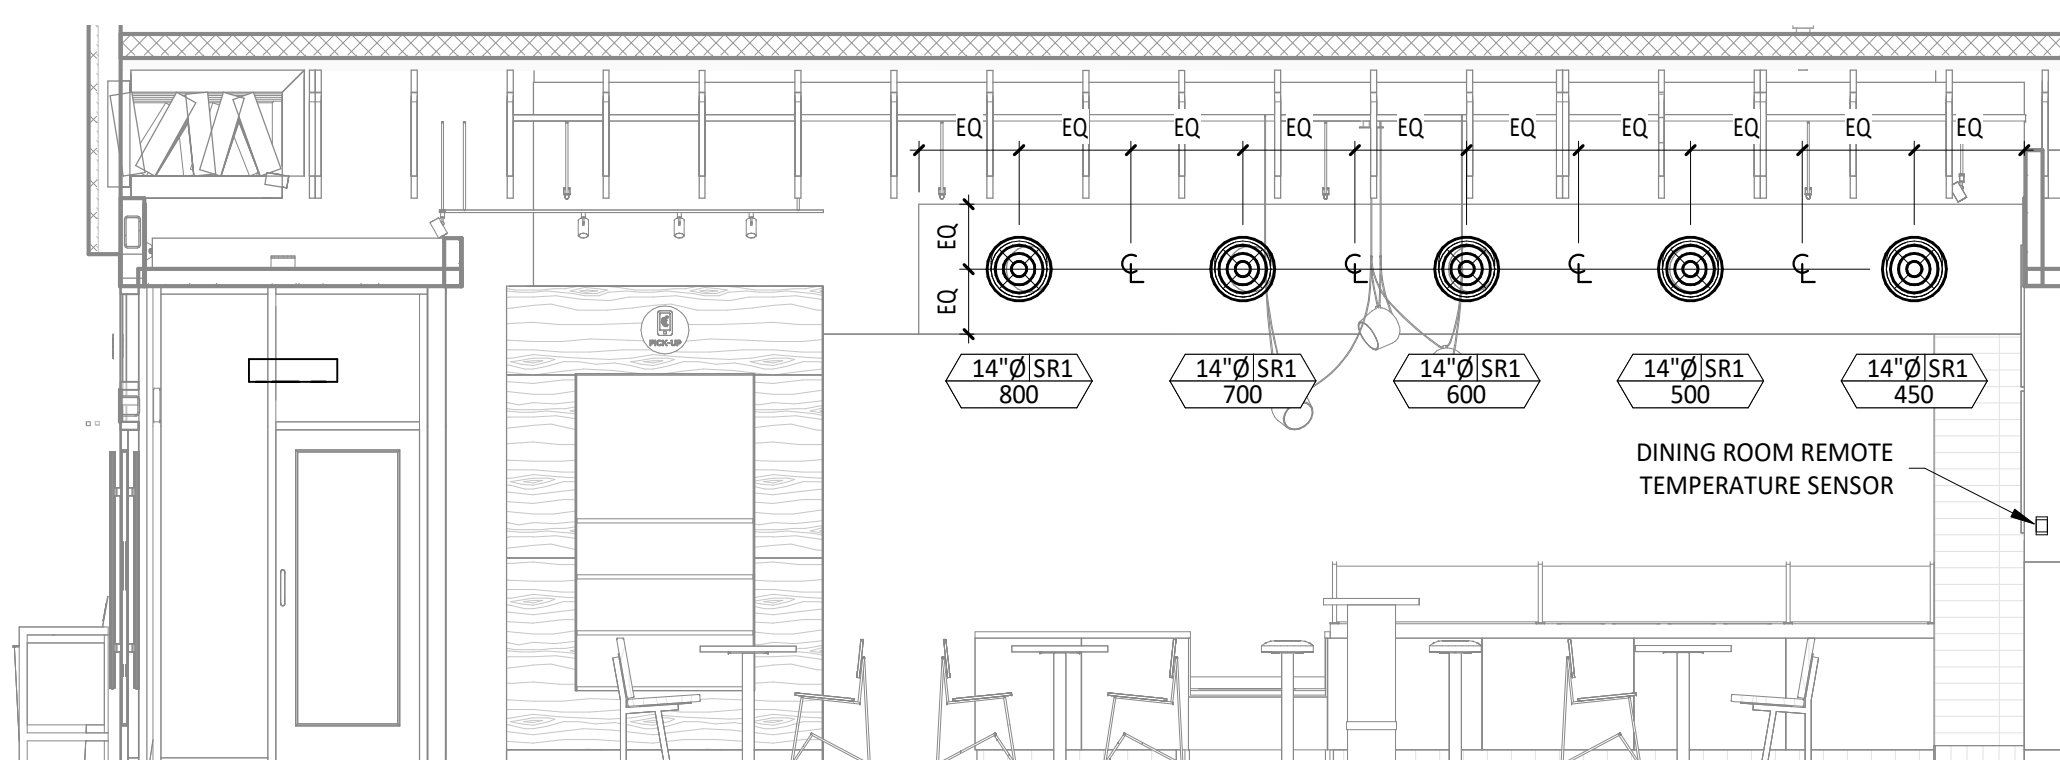 EQ EQ EQ EQ EQ EQ EQ EQ EQ EQ
EQ
EQ
℄ ℄ ℄ ℄
PICK-UP
14"Ø SR1
800
14"Ø SR1
700
14"Ø SR1
600
14"Ø SR1
500
14"Ø SR1
450
DINING ROOM REMOTE
TEMPERATURE SENSOR